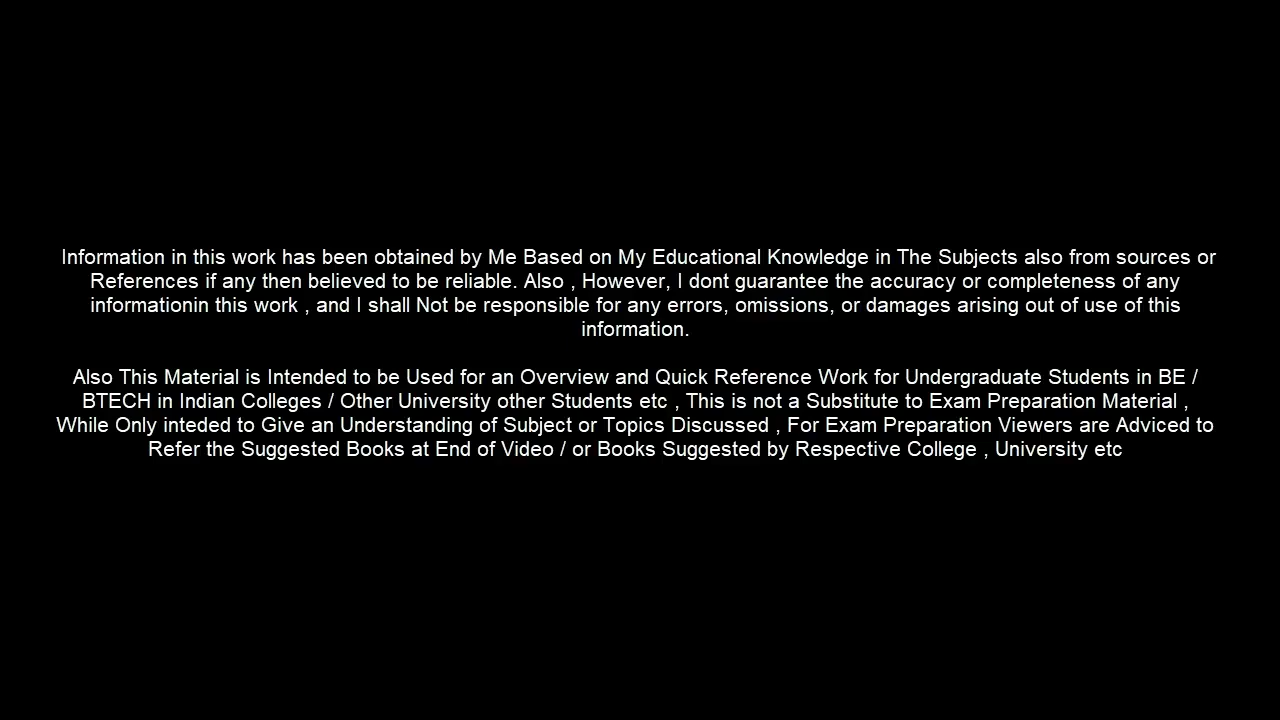 Information in this work has been obtained by Me Based on My Educational Knowledge in The Subjects also from sources or
References if any then believed to be reliable. Also , However, I dont guarantee the accuracy or completeness of any
informationin this work , and I shall Not be responsible for any errors, omissions, or damages arising out of use of this
information.
Also This Material is Intended to be Used for an Overview and Quick Reference Work for Undergraduate Students in BE /
BTECH in Indian Colleges / Other University other Students etc , This is not a Substitute to Exam Preparation Material ,
While Only inteded to Give an Understanding of Subject or Topics Discussed , For Exam Preparation Viewers are Adviced to
Refer the Suggested Books at End of Video / or Books Suggested by Respective College , University etc